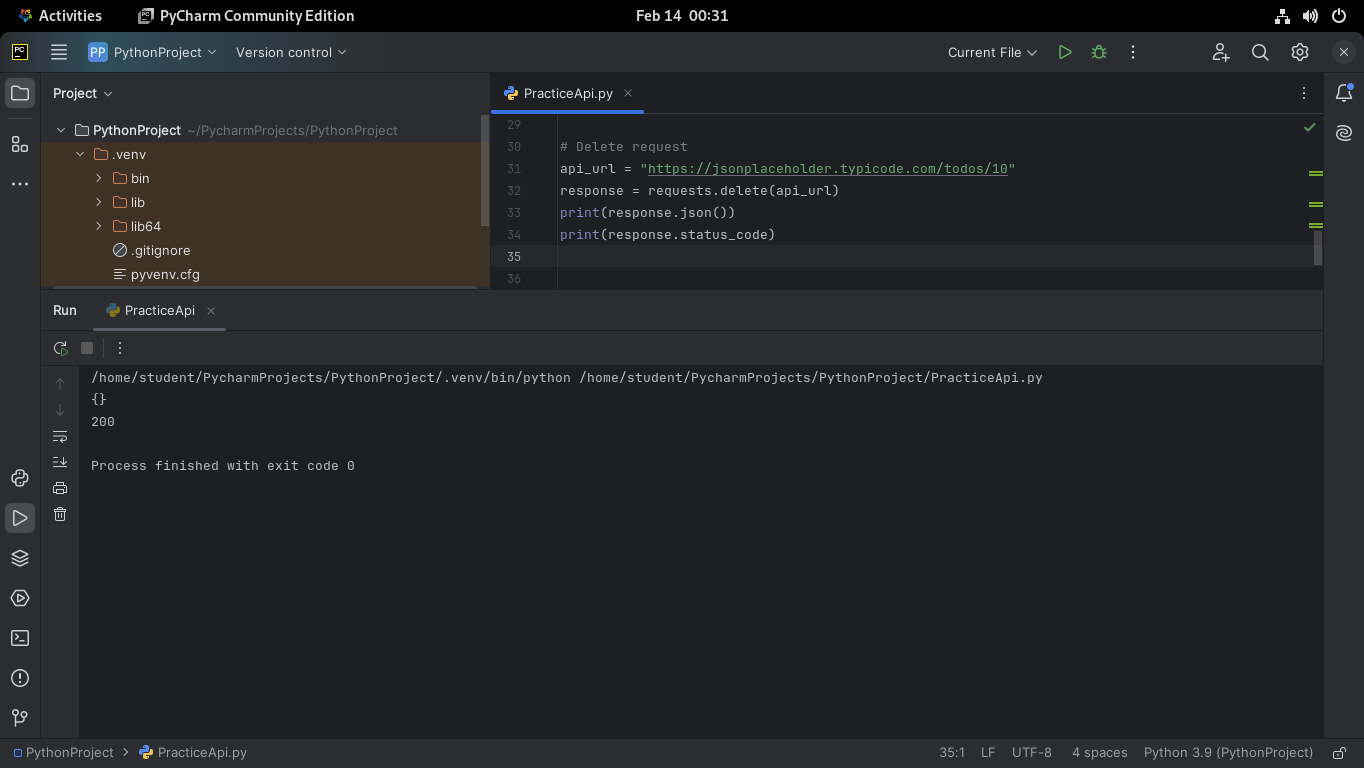 Activities PyCharm Community Edition Feb 14 00:31
PC PP PythonProject Version control Current File
Project PracticeApi.py
PythonProject ~/PycharmProjects/PythonProject
.venv
bin
lib
lib64
.gitignore
pyvenv.cfg
29
30 # Delete request
31 api_url = "https://jsonplaceholder.typicode.com/todos/10"
32 response = requests.delete(api_url)
33 print(response.json())
34 print(response.status_code)
35
36
Run PracticeApi
/home/student/PycharmProjects/PythonProject/.venv/bin/python /home/student/PycharmProjects/PythonProject/PracticeApi.py
{}
200
Process finished with exit code 0
PythonProject PracticeApi.py 35:1 LF UTF-8 4 spaces Python 3.9 (PythonProject)